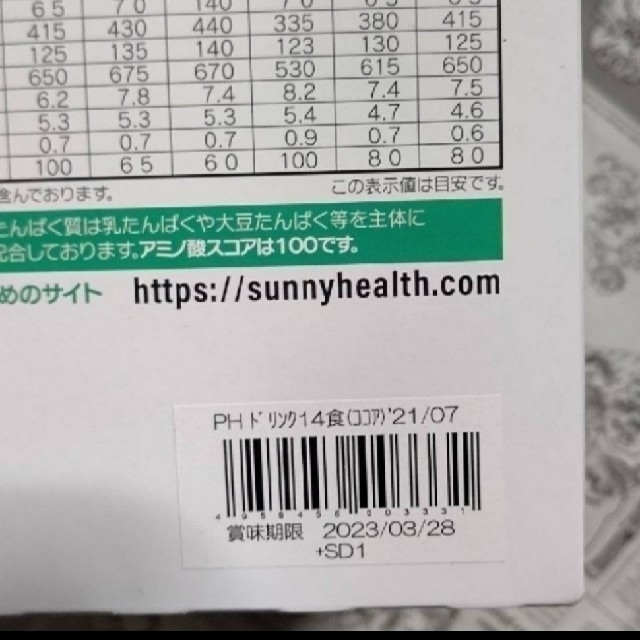 65 70 140 70
415 430 440 335 380 415
125 135 140 123 130 125
650 675 670 530 615 650
6.2 7.8 7.4 8.2 7.4 7.5
5.3 5.3 5.3 5.4 4.7 4.6
0.7 0.7 0.7 0.9 0.7 0.6
100 65 60 100 80 80
含んでおります。 この表示値は目安です。
たんぱく質は乳たんぱくや大豆たんぱく等を主体に
配合しております。アミノ酸スコアは100です。
めのサイト https://sunnyhealth.com
PHドリンク14食(ココア)'21/07
賞味期限 2023/03/28
+SD1